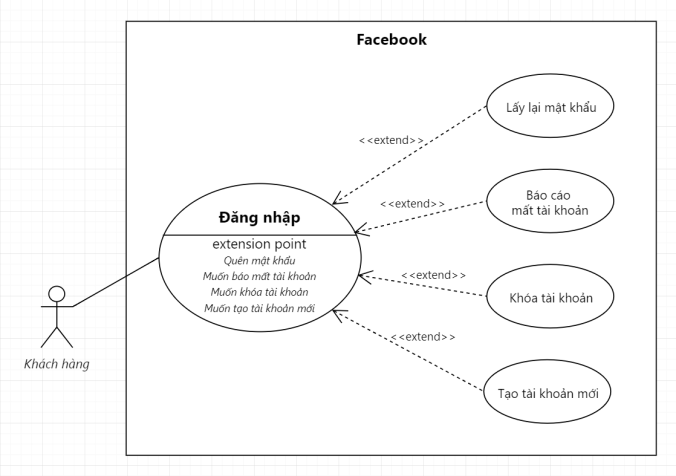 Facebook
Lấy lại mật khẩu
<<extend>>
Báo cáo
mất tài khoản
<<extend>>
Đăng nhập
extension point
Quên mật khẩu
Muốn báo mất tài khoản
Muốn khóa tài khoản
Muốn tạo tài khoản mới
<<extend>>
Khóa tài khoản
<<extend>>
Khách hàng
Tạo tài khoản mới